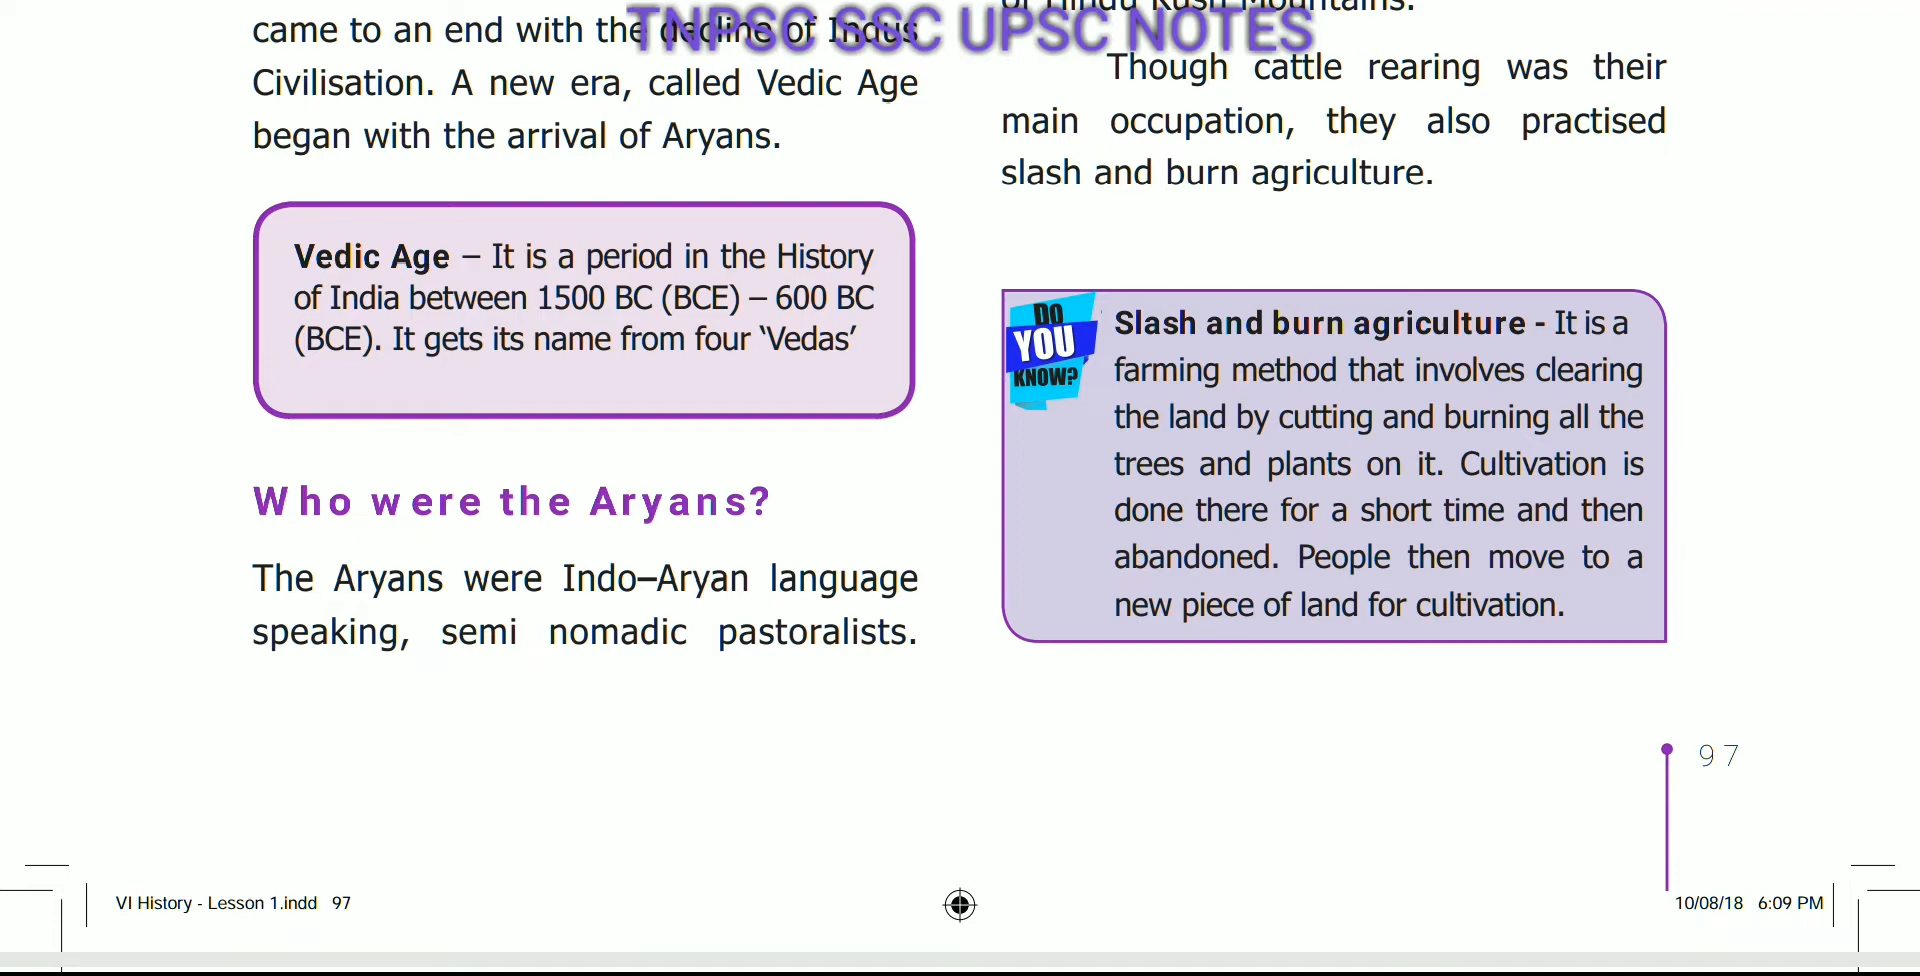 TNPSC SSC UPSC NOTES
came to an end with the decline of Indus
Civilisation. A new era, called Vedic Age
began with the arrival of Aryans.
Vedic Age – It is a period in the History
of India between 1500 BC (BCE) – 600 BC
(BCE). It gets its name from four ‘Vedas’
Who were the Aryans?
The Aryans were Indo–Aryan language
speaking, semi nomadic pastoralists.
of Hindu Kush Mountains.
Though cattle rearing was their
main occupation, they also practised
slash and burn agriculture.
DO
YOU
KNOW?
Slash and burn agriculture - It is a
farming method that involves clearing
the land by cutting and burning all the
trees and plants on it. Cultivation is
done there for a short time and then
abandoned. People then move to a
new piece of land for cultivation.
97
VI History - Lesson 1.indd 97
10/08/18 6:09 PM